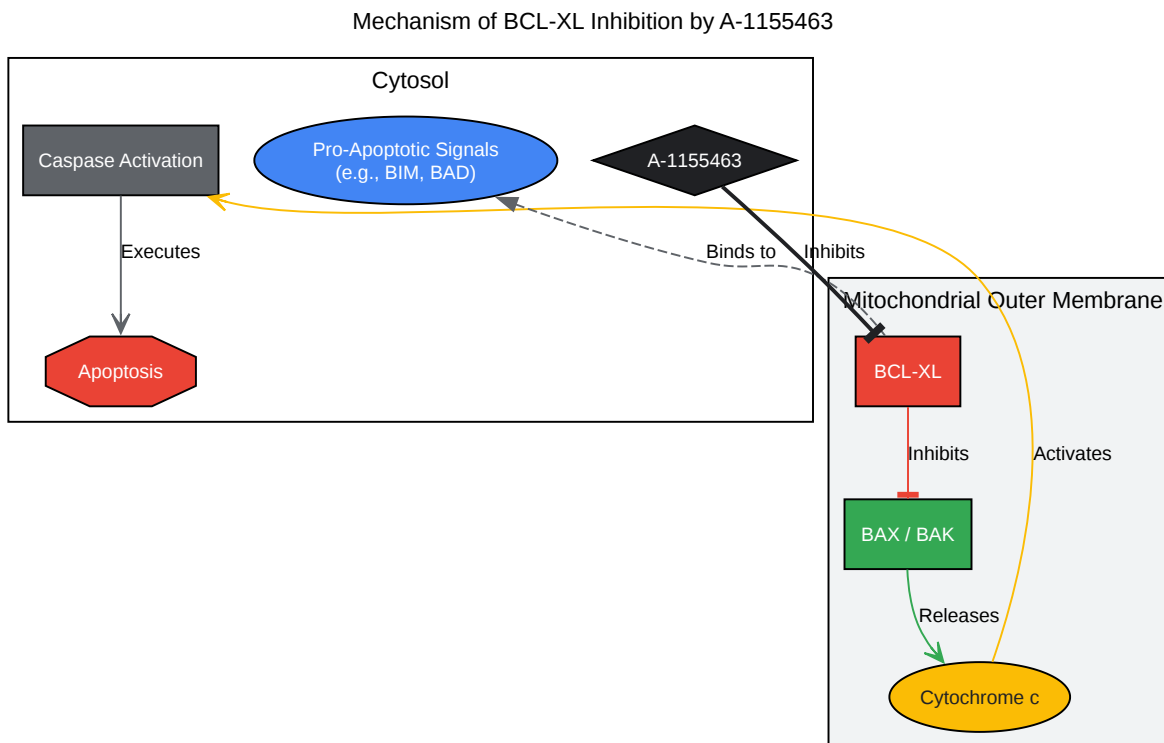 Mechanism of BCL-XL Inhibition by A-1155463
Cytosol
Caspase Activation
Pro-Apoptotic Signals
(e.g., BIM, BAD)
A-1155463
Executes
Binds to
Inhibits
Mitochondrial Outer Membrane
Apoptosis
BCL-XL
Inhibits
Activates
BAX / BAK
Releases
Cytochrome c